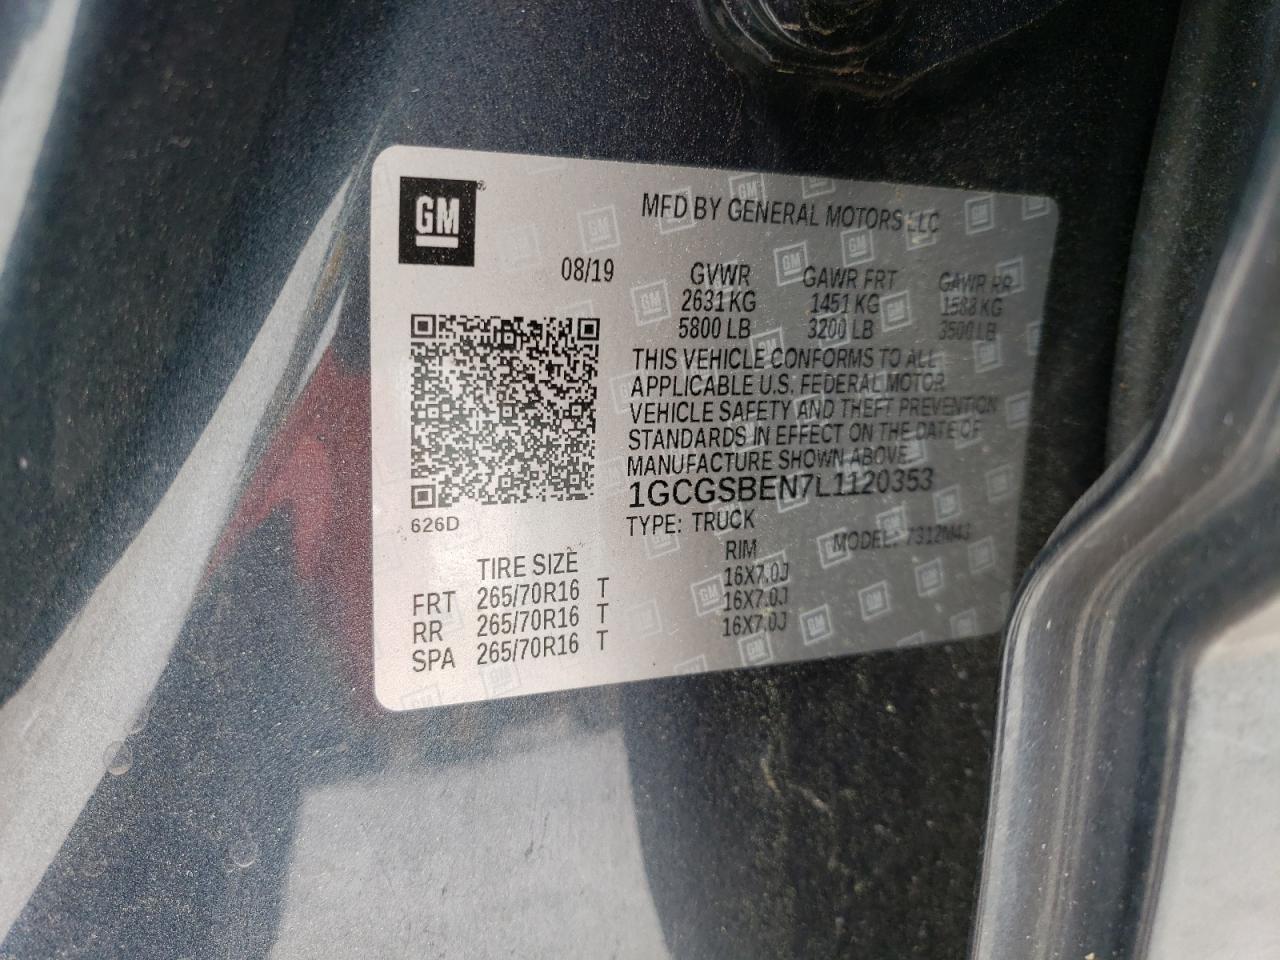 GM
MFD BY GENERAL MOTORS LLC
08/19
GVWR GAWR FRT GAWR RR
2631 KG 1451 KG 1588 KG
5800 LB 3200 LB 3500 LB
THIS VEHICLE CONFORMS TO ALL
APPLICABLE U.S. FEDERAL MOTOR
VEHICLE SAFETY AND THEFT PREVENTION
STANDARDS IN EFFECT ON THE DATE OF
MANUFACTURE SHOWN ABOVE.
1GCGSBEN7L1120353
626D
TYPE: TRUCK MODEL: 7312M43
TIRE SIZE RIM
FRT 265/70R16 T 16X7.0J
RR 265/70R16 T 16X7.0J
SPA 265/70R16 T 16X7.0J